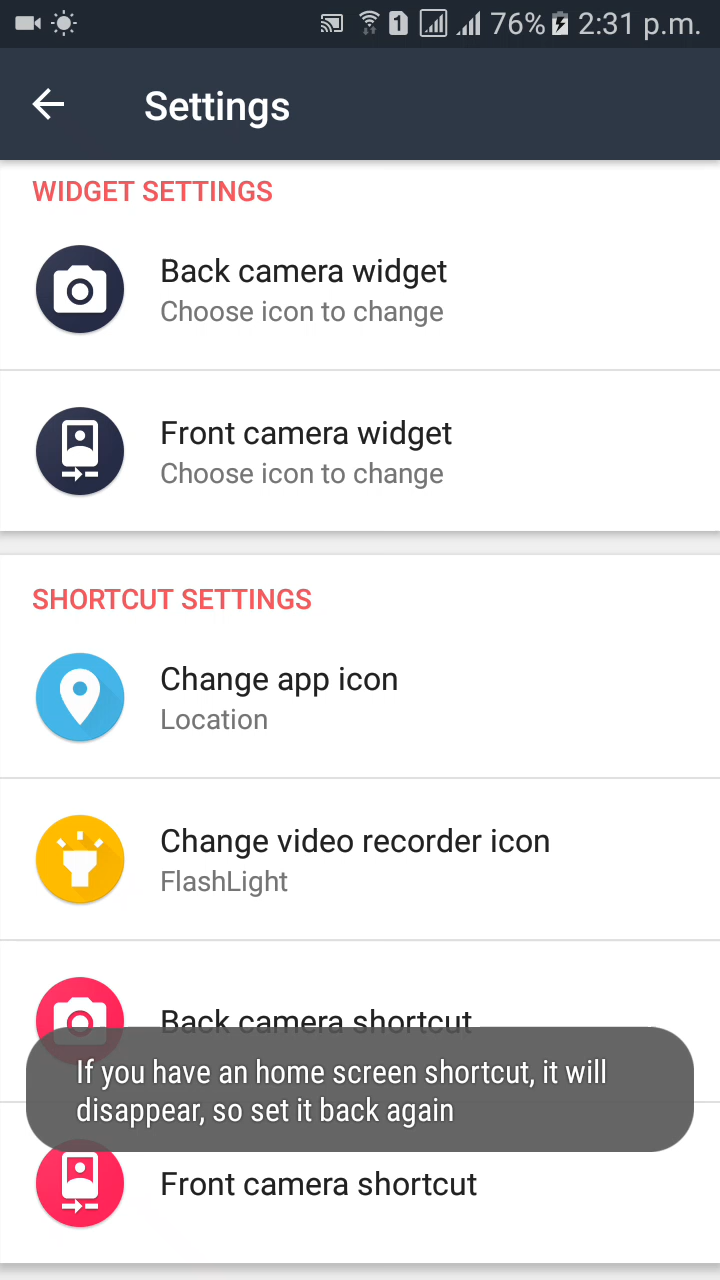 1 76% 2:31 p.m.
Settings
WIDGET SETTINGS
Back camera widget
Choose icon to change
Front camera widget
Choose icon to change
SHORTCUT SETTINGS
Change app icon
Location
Change video recorder icon
FlashLight
Back camera shortcut
If you have an home screen shortcut, it will
disappear, so set it back again
Front camera shortcut